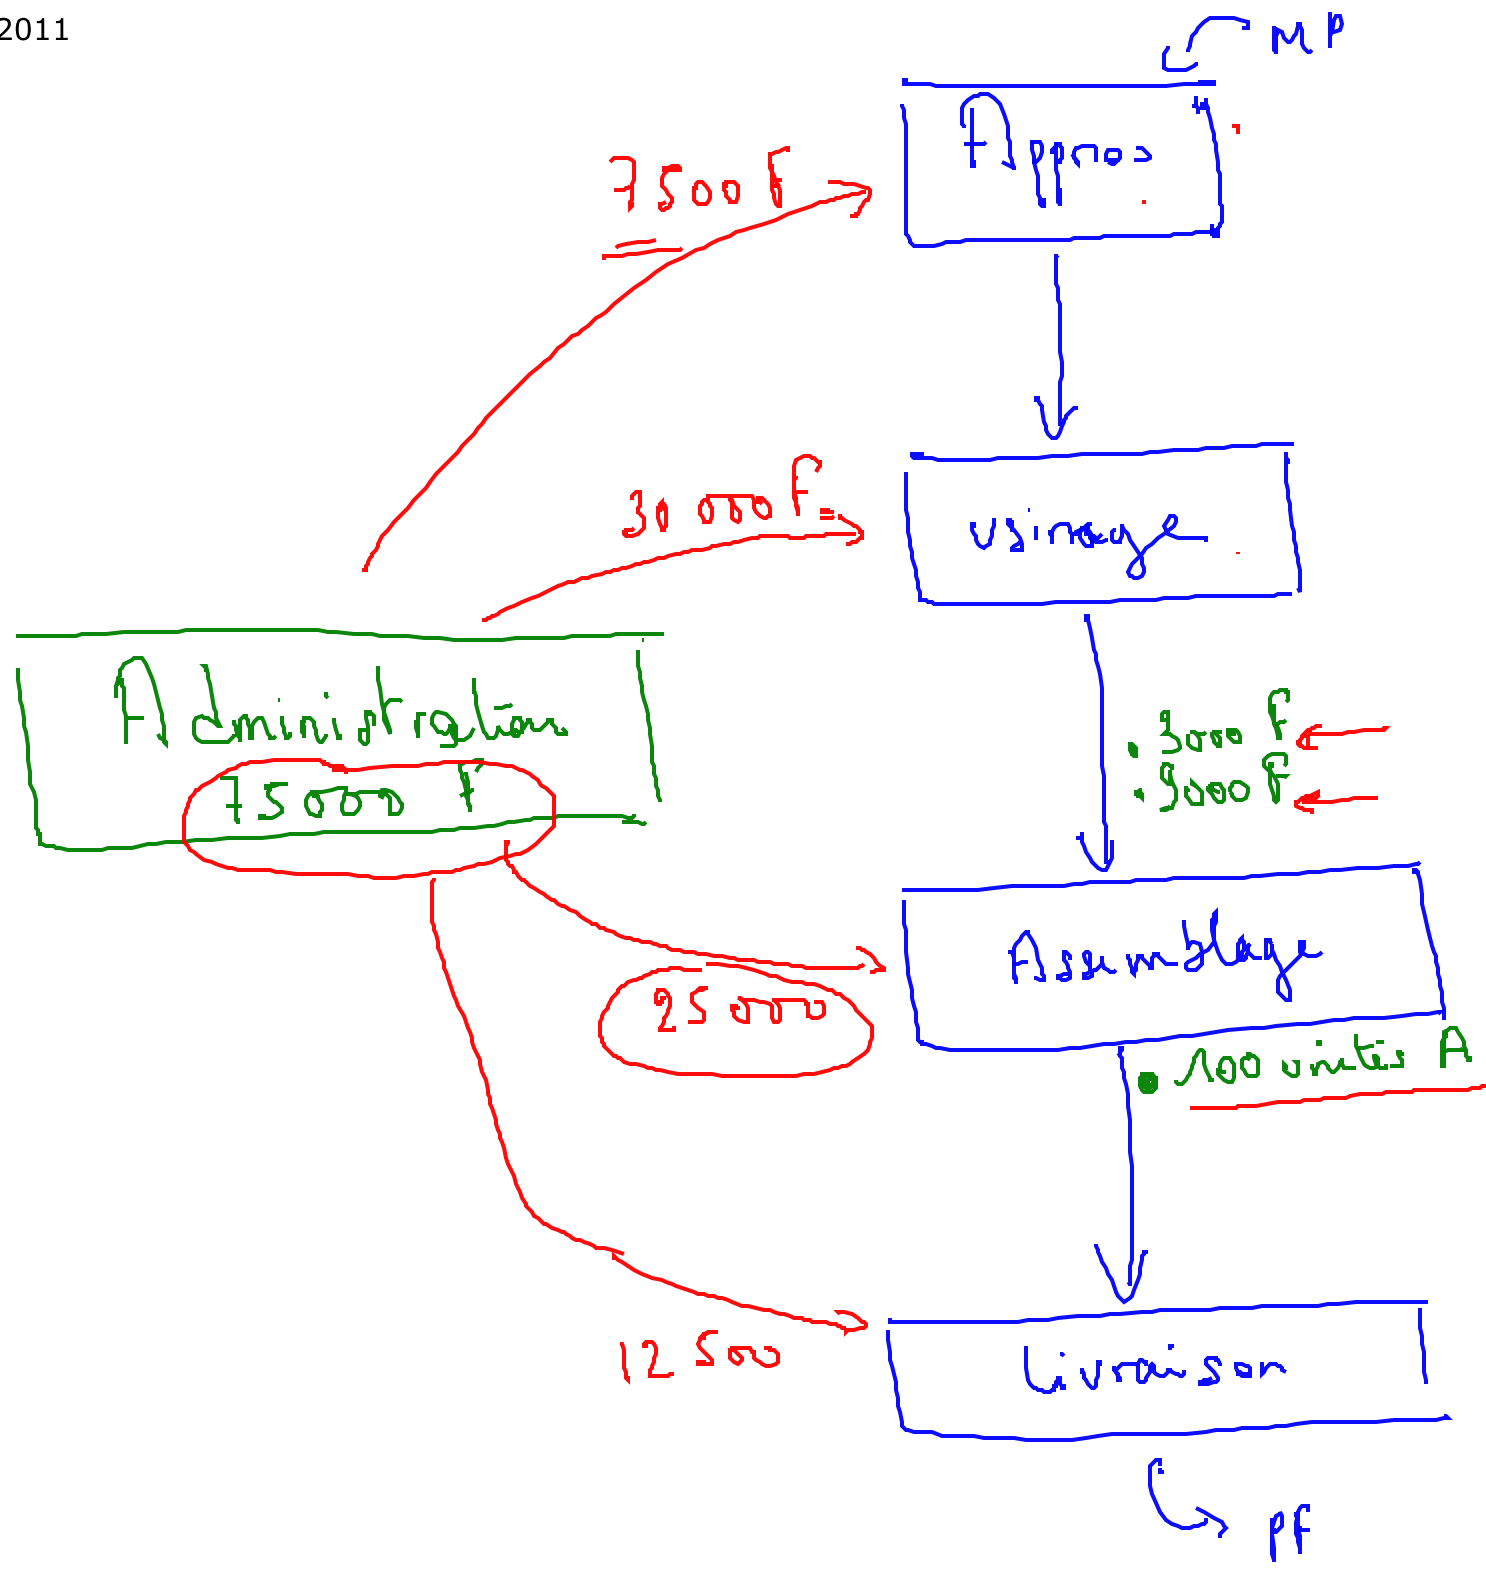 2011
MP
Appros
7500 F
30 000 F
usinage
Administration
75000 F
. 3000 F
. 9000 F
Assemblage
25 000
100 unités A
Livraison
12 500
PF